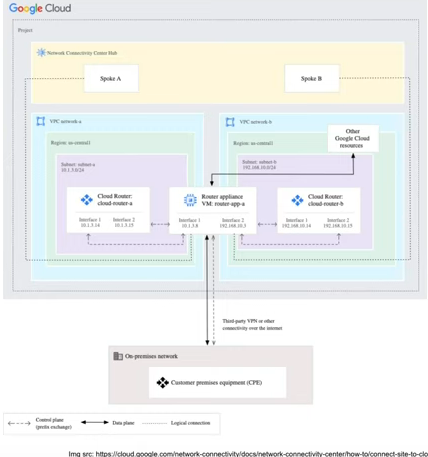 Google Cloud
Project
Network Connectivity Center Hub
Spoke A
Spoke B
VPC network-a
VPC network-b
Other
Google Cloud
resources
Region: us-central1
Region: us-central1
Subnet: subnet-a
10.1.3.0/24
Subnet: subnet-b
192.168.10.0/24
Cloud Router:
cloud-router-a
Router appliance
VM: router-app-a
Cloud Router:
cloud-router-b
Interface 1
10.1.3.14
Interface 2
10.1.3.15
Interface 1
10.1.3.8
Interface 2
192.168.10.3
Interface 1
192.168.10.14
Interface 2
192.168.10.15
Third-party VPN or other
connectivity over the internet
On-premises network
Customer premises equipment (CPE)
Control plane
(prefix exchange)
Data plane
Logical connection
Img src: https://cloud.google.com/network-connectivity/docs/network-connectivity-center/how-to/connect-site-to-clo